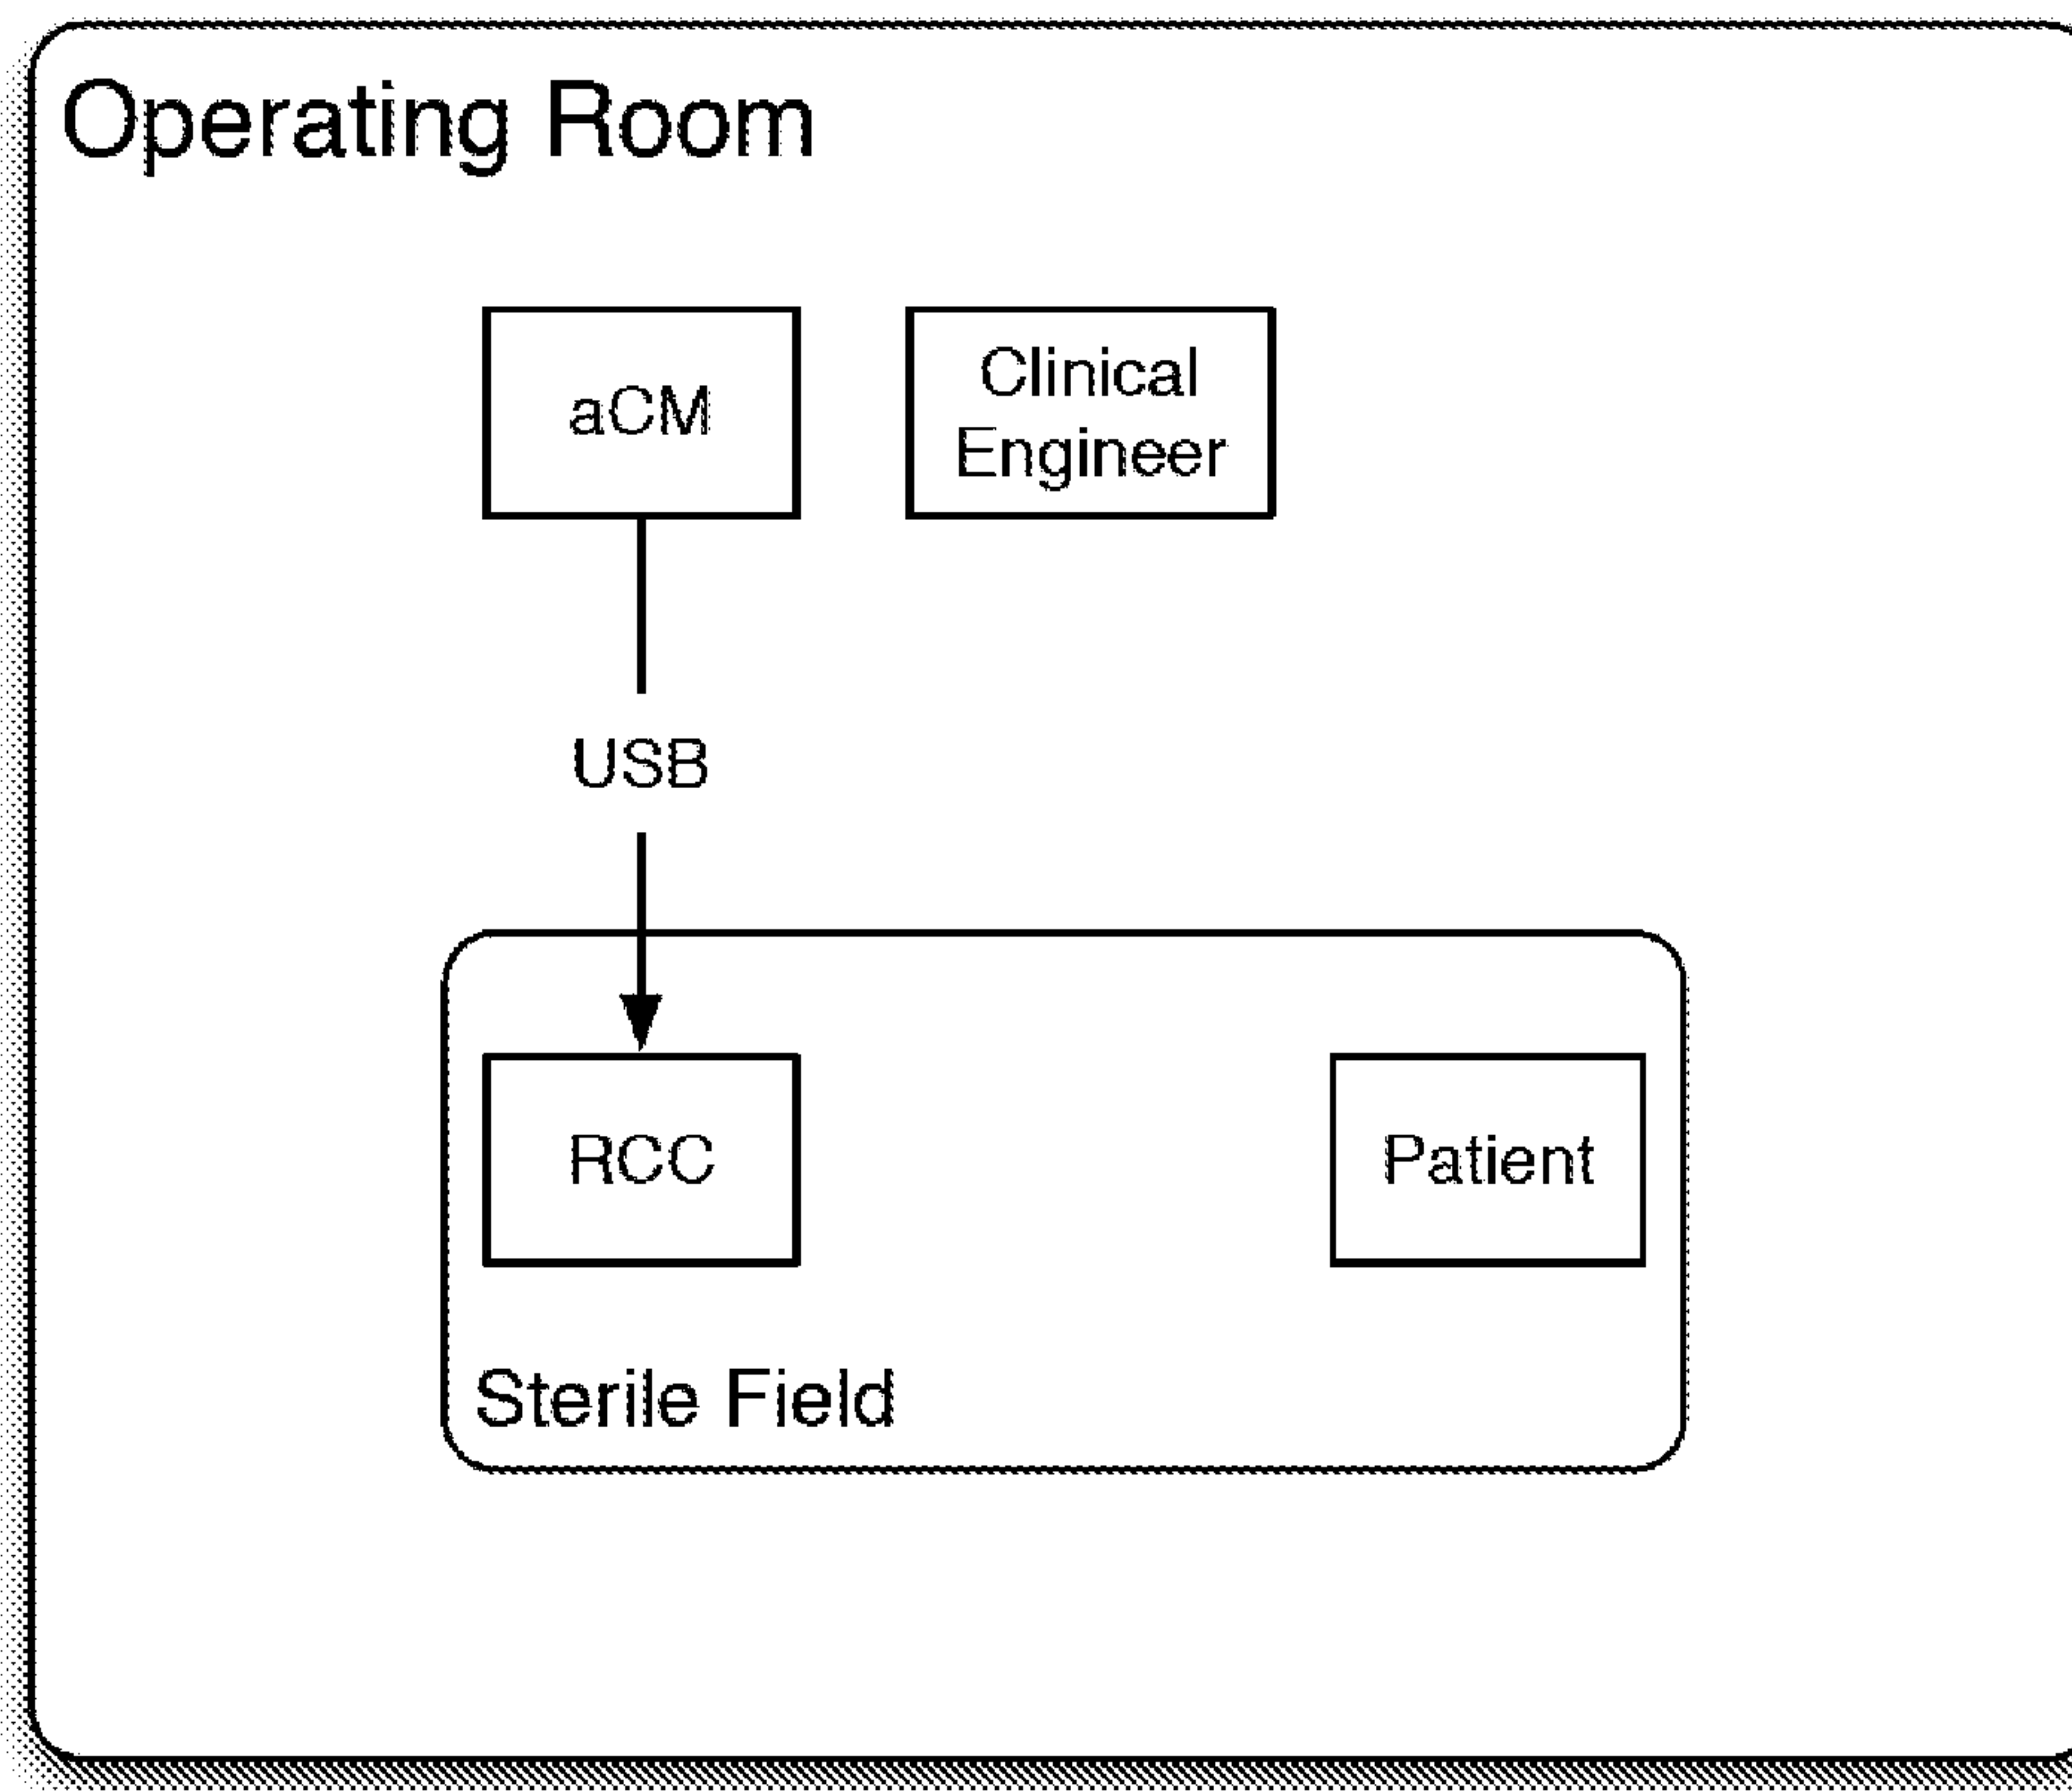 Operating Room
aCM
Clinical
Engineer
USB
RCC
Patient
Sterile Field